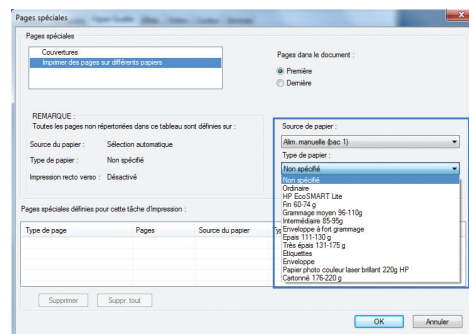 Pages spéciales
Papier/Qualité
Pages spéciales
Couvertures
Imprimer des pages sur différents papiers
Pages dans le document :
Première
Dernière
REMARQUE :
Toutes les pages non répertoriées dans ce tableau sont définies sur :
Source du papier :
Sélection automatique
Type de papier :
Non spécifié
Impression recto verso :
Désactivé
Source de papier :
Alim. manuelle (bac 1)
Type de papier :
Non spécifié
Non spécifié
Ordinaire
HP EcoSMART Lite
Fin 60-74 g
Grammage moyen 96-110g
Intermédiaire 85-95g
Enveloppe à fort grammage
Epais 111-130 g
Très épais 131-175 g
Etiquettes
Enveloppe
Papier photo couleur laser brillant 220g HP
Cartonné 176-220 g
Pages spéciales définies pour cette tâche d'impression :
Type de page
Pages
Source du papier
Supprimer
Suppr. tout
OK
Annuler